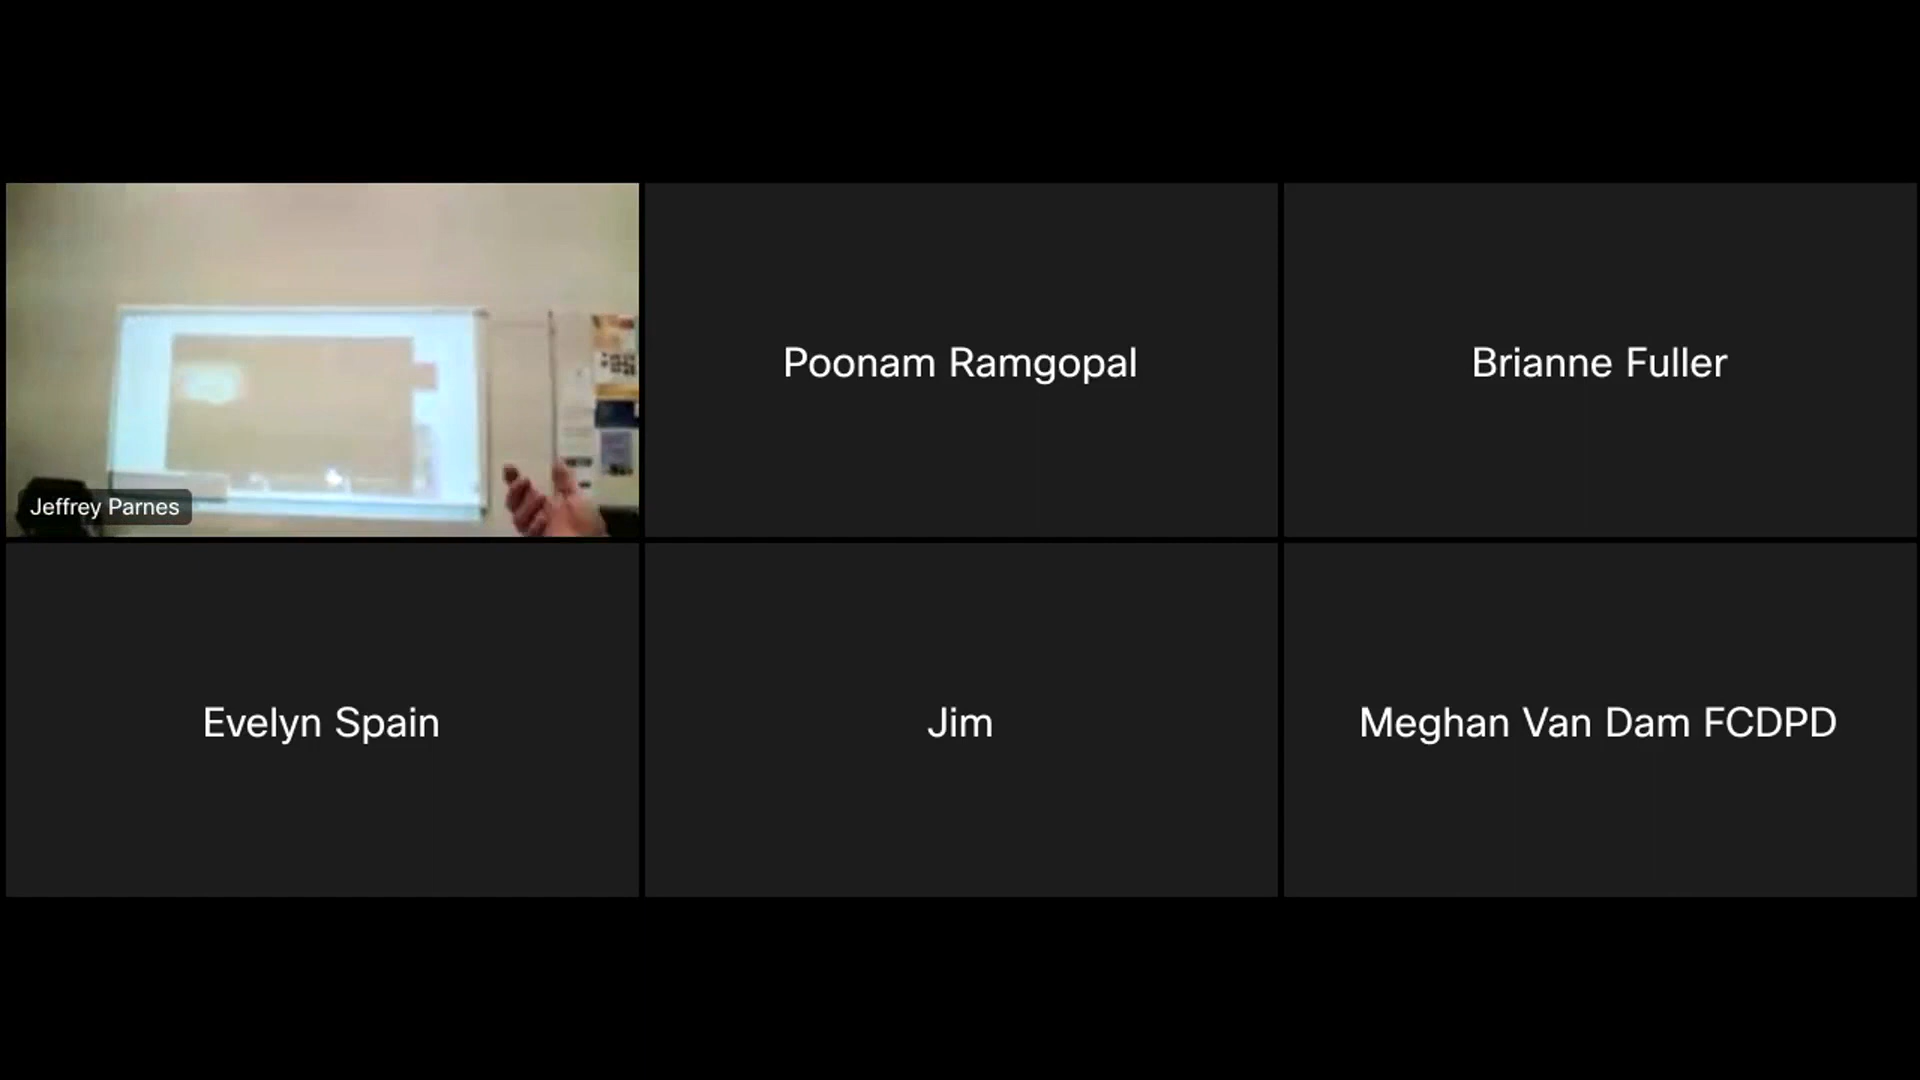 Jeffrey Parnes
Poonam Ramgopal
Brianne Fuller
Evelyn Spain
Jim
Meghan Van Dam FCDPD